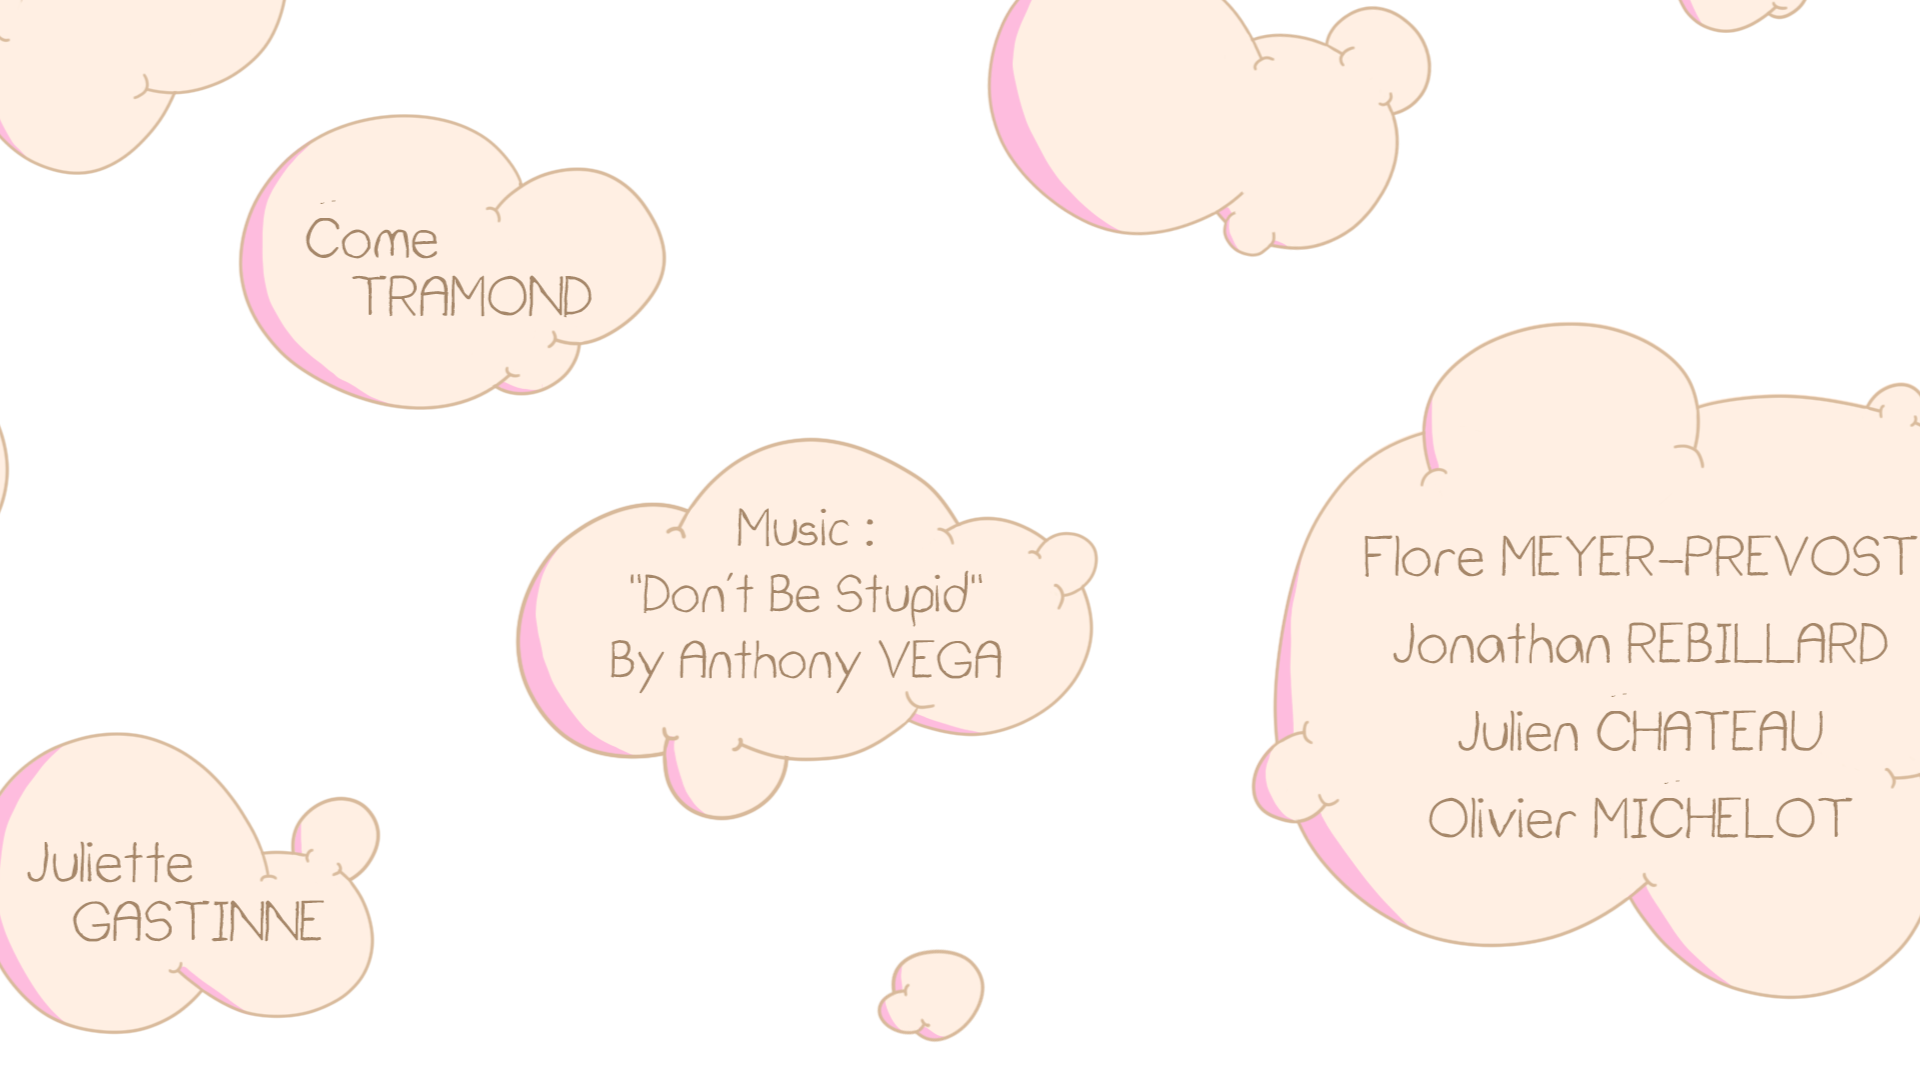 Come
TRAMOND
Music :
"Don't Be Stupid"
By Anthony VEGA
Flore MEYER-PREVOST
Jonathan REBILLARD
Julien CHATEAU
Olivier MICHELOT
Juliette
GASTINNE